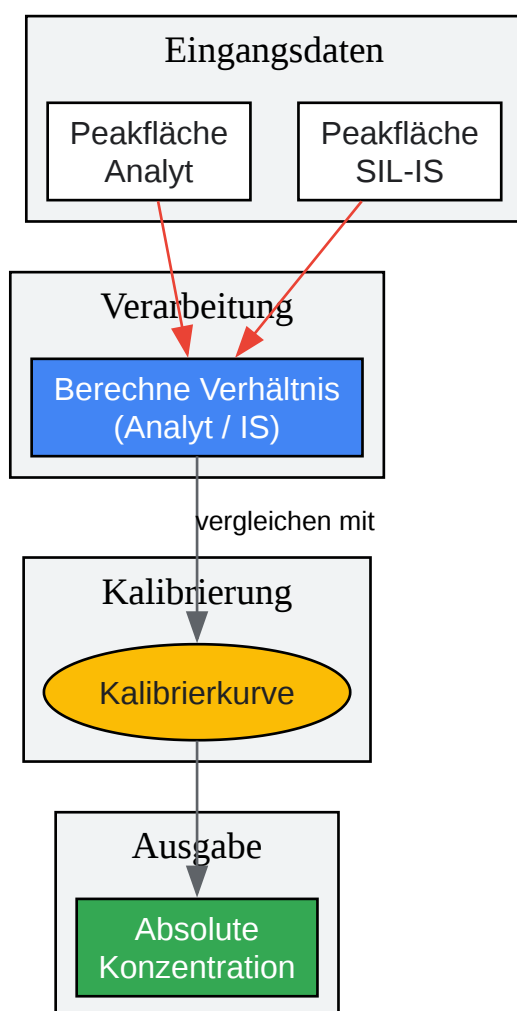 Eingangsdaten
Peakfläche
Analyt
Peakfläche
SIL-IS
Verarbeitung
Berechne Verhältnis
(Analyt / IS)
vergleichen mit
Kalibrierung
Kalibrierkurve
Ausgabe
Absolute
Konzentration